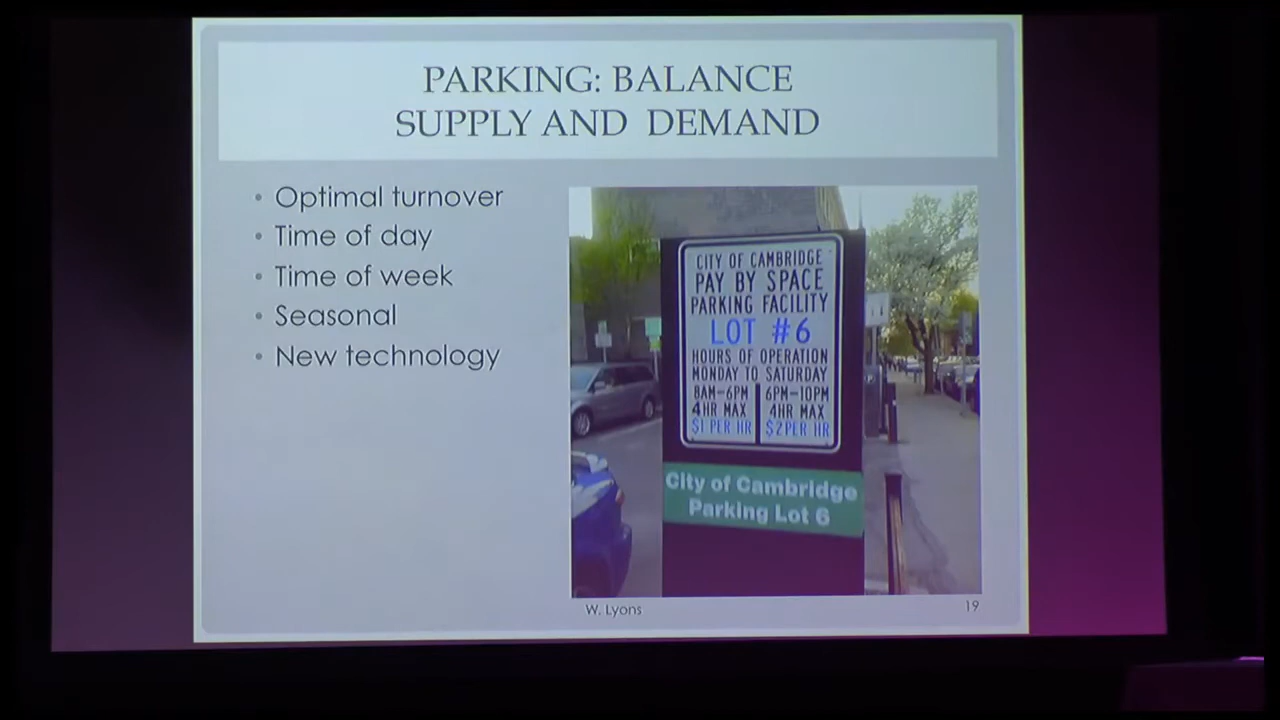 PARKING: BALANCE
SUPPLY AND DEMAND
• Optimal turnover
• Time of day
• Time of week
• Seasonal
• New technology
CITY OF CAMBRIDGE
PAY BY SPACE
PARKING FACILITY
LOT #6
HOURS OF OPERATION
MONDAY TO SATURDAY
8AM-6PM 6PM-10PM
4HR MAX 4HR MAX
$1 PER HR $2 PER HR
City of Cambridge
Parking Lot 6
W. Lyons 19